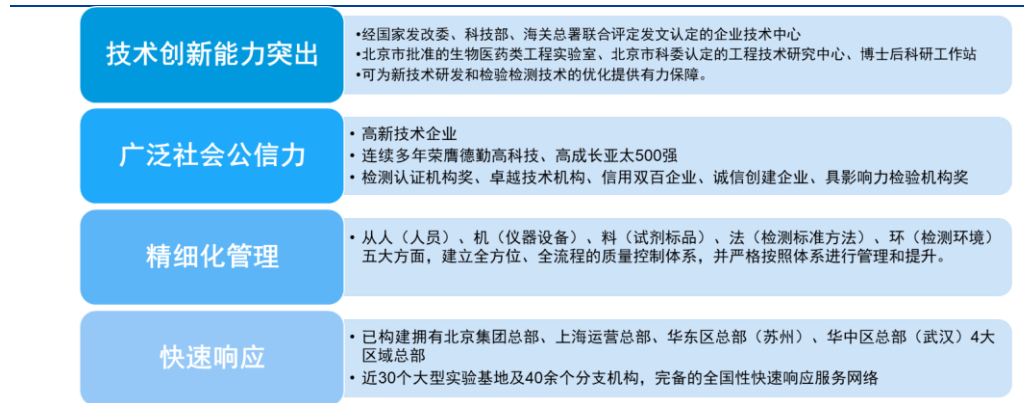 技术创新能力突出
•经国家发改委、科技部、海关总署联合评定发文认定的企业技术中心
•北京市批准的生物医药类工程实验室、北京市科委认定的工程技术研究中心、博士后科研工作站
•可为新技术研发和检验检测技术的优化提供有力保障。
广泛社会公信力
• 高新技术企业
• 连续多年荣膺德勤高科技、高成长亚太500强
• 检测认证机构奖、卓越技术机构、信用双百企业、诚信创建企业、具影响力检验机构奖
精细化管理
• 从人（人员）、机（仪器设备）、料（试剂标品）、法（检测标准方法）、环（检测环境）
五大方面，建立全方位、全流程的质量控制体系，并严格按照体系进行管理和提升。
快速响应
• 已构建拥有北京集团总部、上海运营总部、华东区总部（苏州）、华中区总部（武汉）4大
区域总部
• 近30个大型实验基地及40余个分支机构，完备的全国性快速响应服务网络